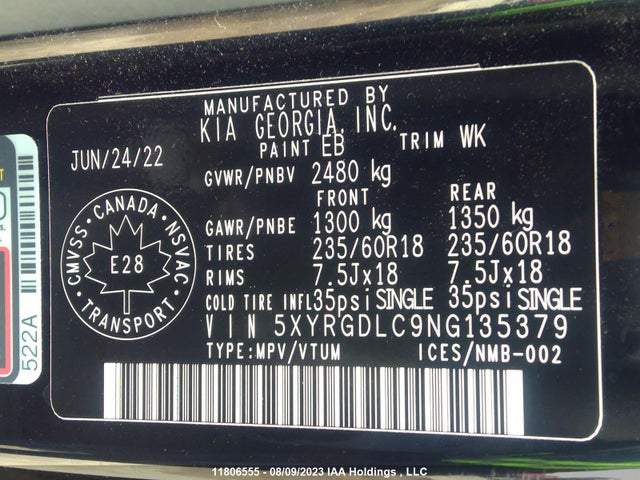 MANUFACTURED BY
KIA GEORGIA, INC.
JUN/24/22 PAINT EB TRIM WK
GVWR/PNBV 2480 kg
FRONT REAR
GAWR/PNBE 1300 kg 1350 kg
TIRES 235/60R18 235/60R18
RIMS 7.5Jx18 7.5Jx18
COLD TIRE INFL 35psi SINGLE 35psi SINGLE
VIN 5XYRGDLC9NG135379
TYPE:MPV/VTUM ICES/NMB-002
CMVSS • CANADA • NSVAC • TRANSPORT •
E28
522A
11806555 - 08/09/2023 IAA Holdings , LLC